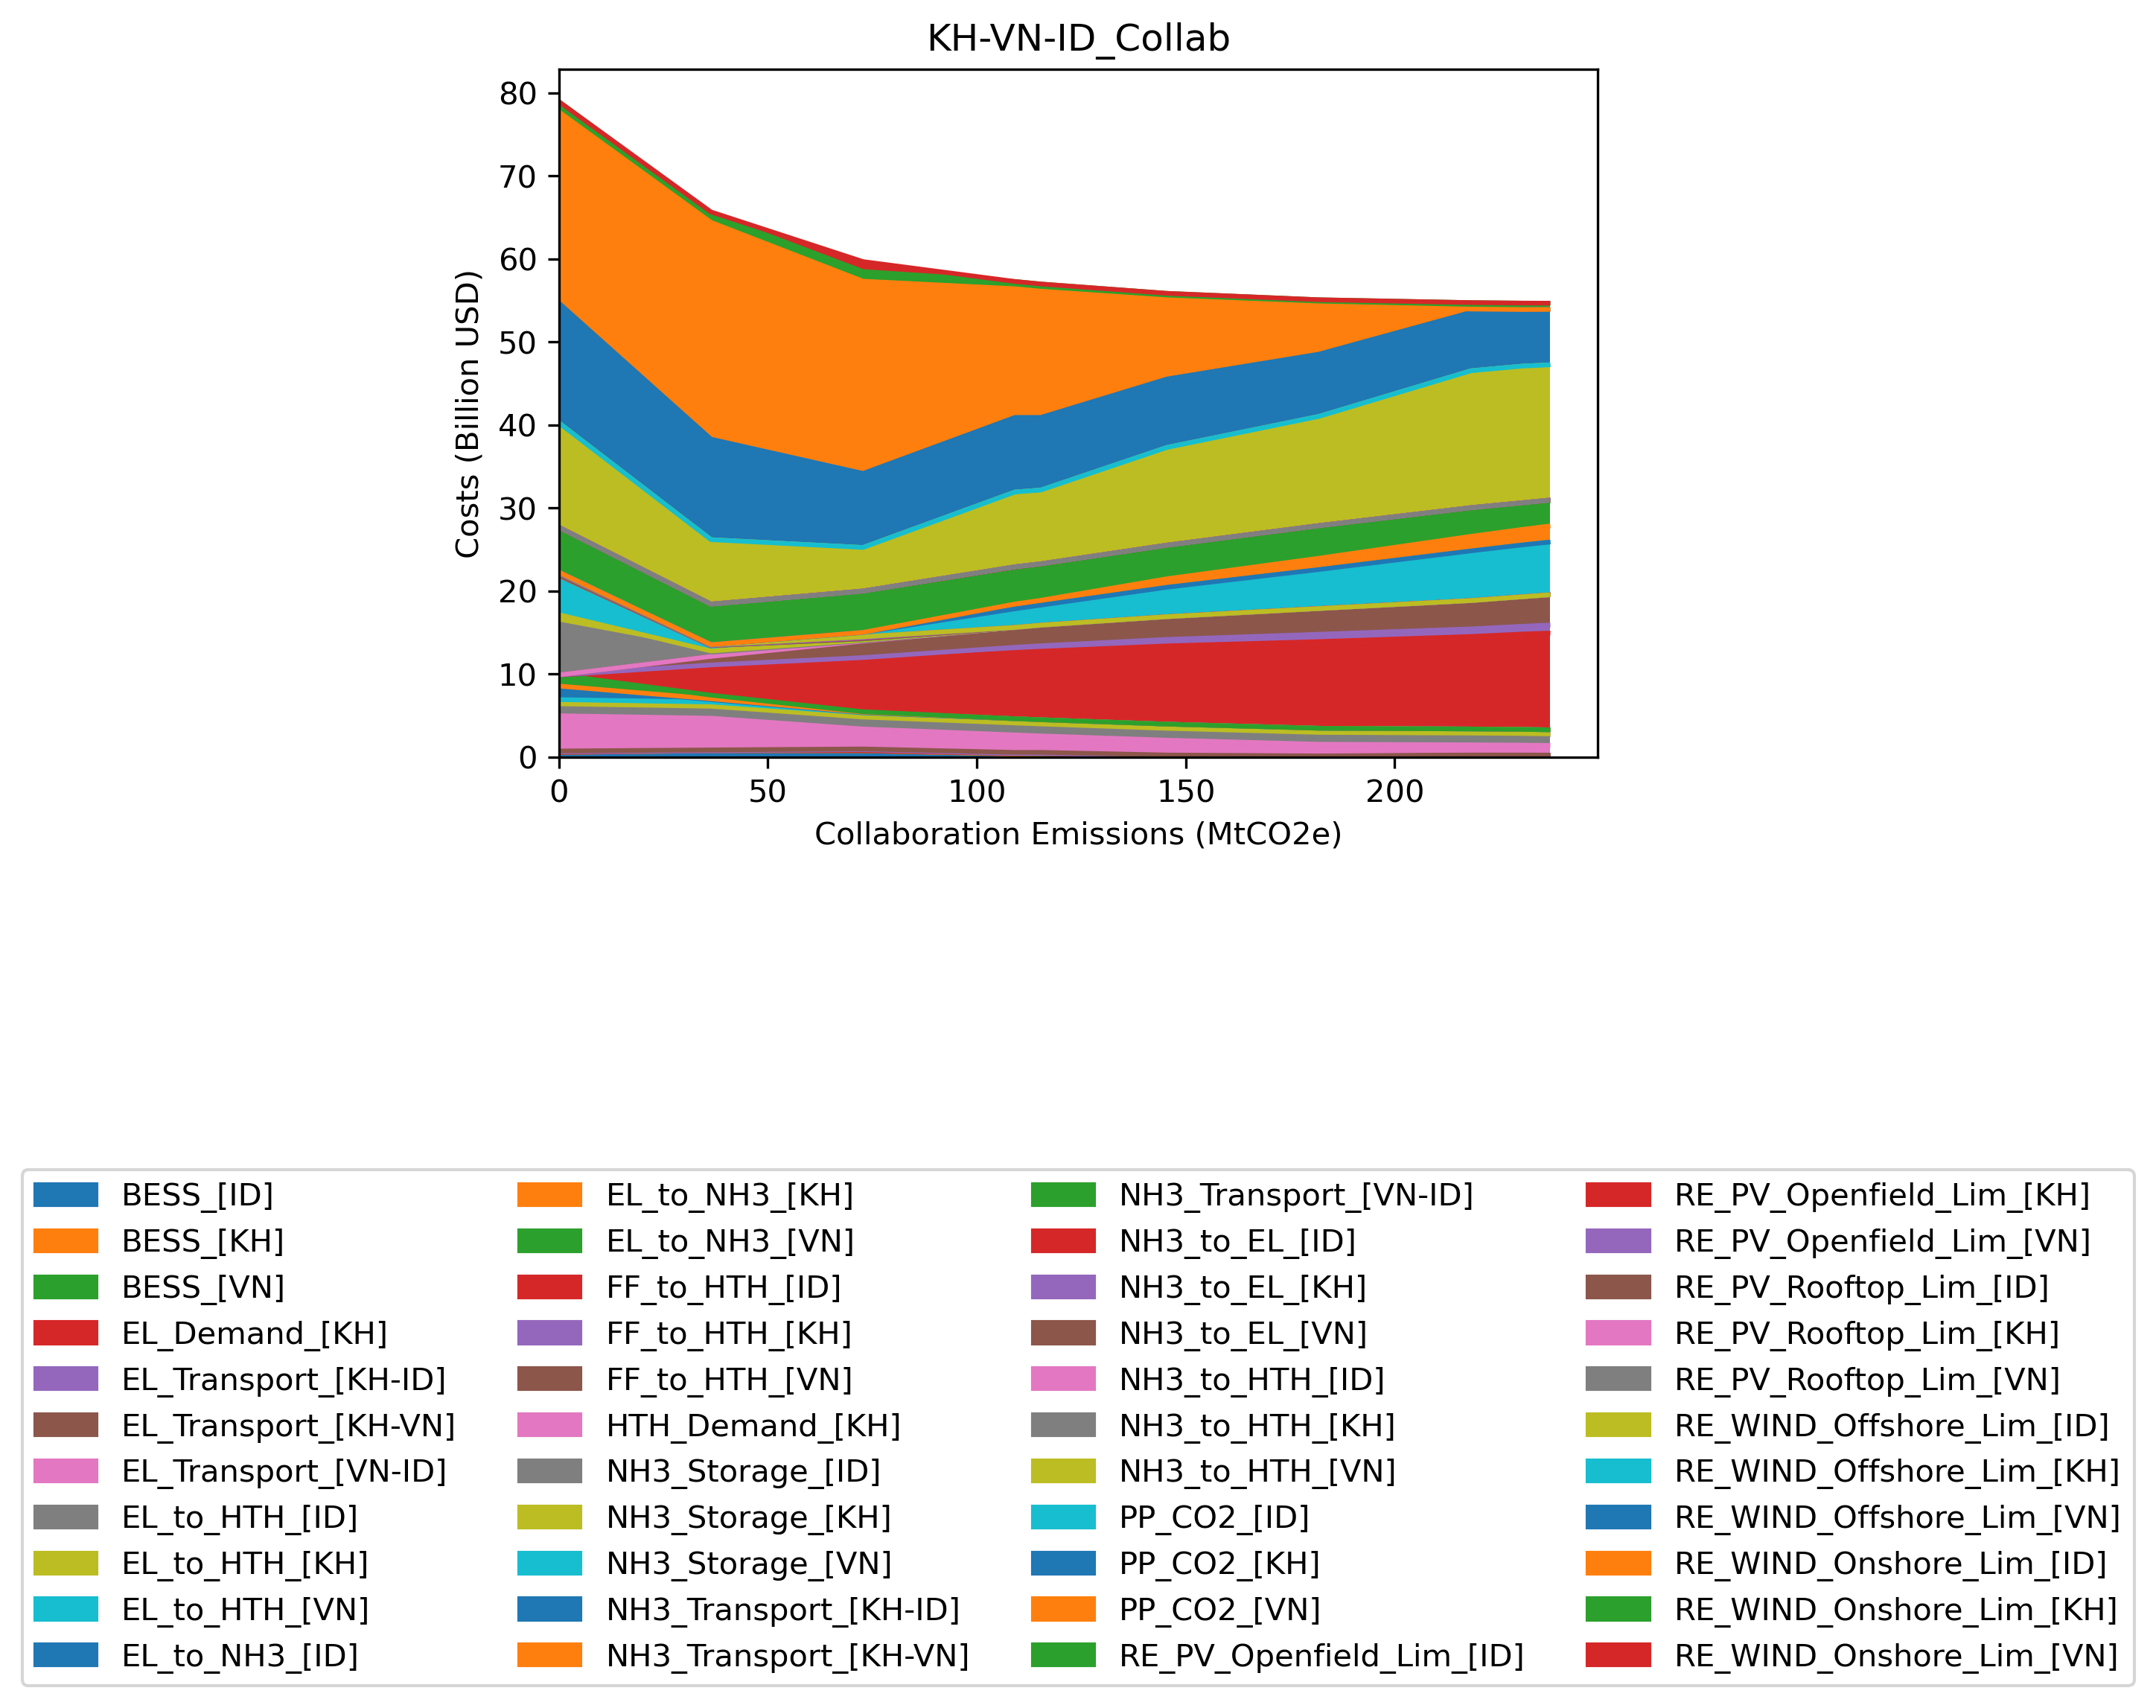 KH-VN-ID_Collab
80
70
60
50
40
30
20
10
0
Costs (Billion USD)
0 50 100 150 200
Collaboration Emissions (MtCO2e)
BESS_[ID]
BESS_[KH]
BESS_[VN]
EL_Demand_[KH]
EL_Transport_[KH-ID]
EL_Transport_[KH-VN]
EL_Transport_[VN-ID]
EL_to_HTH_[ID]
EL_to_HTH_[KH]
EL_to_HTH_[VN]
EL_to_NH3_[ID]
EL_to_NH3_[KH]
EL_to_NH3_[VN]
FF_to_HTH_[ID]
FF_to_HTH_[KH]
FF_to_HTH_[VN]
HTH_Demand_[KH]
NH3_Storage_[ID]
NH3_Storage_[KH]
NH3_Storage_[VN]
NH3_Transport_[KH-ID]
NH3_Transport_[KH-VN]
NH3_Transport_[VN-ID]
NH3_to_EL_[ID]
NH3_to_EL_[KH]
NH3_to_EL_[VN]
NH3_to_HTH_[ID]
NH3_to_HTH_[KH]
NH3_to_HTH_[VN]
PP_CO2_[ID]
PP_CO2_[KH]
PP_CO2_[VN]
RE_PV_Openfield_Lim_[ID]
RE_PV_Openfield_Lim_[KH]
RE_PV_Openfield_Lim_[VN]
RE_PV_Rooftop_Lim_[ID]
RE_PV_Rooftop_Lim_[KH]
RE_PV_Rooftop_Lim_[VN]
RE_WIND_Offshore_Lim_[ID]
RE_WIND_Offshore_Lim_[KH]
RE_WIND_Offshore_Lim_[VN]
RE_WIND_Onshore_Lim_[ID]
RE_WIND_Onshore_Lim_[KH]
RE_WIND_Onshore_Lim_[VN]